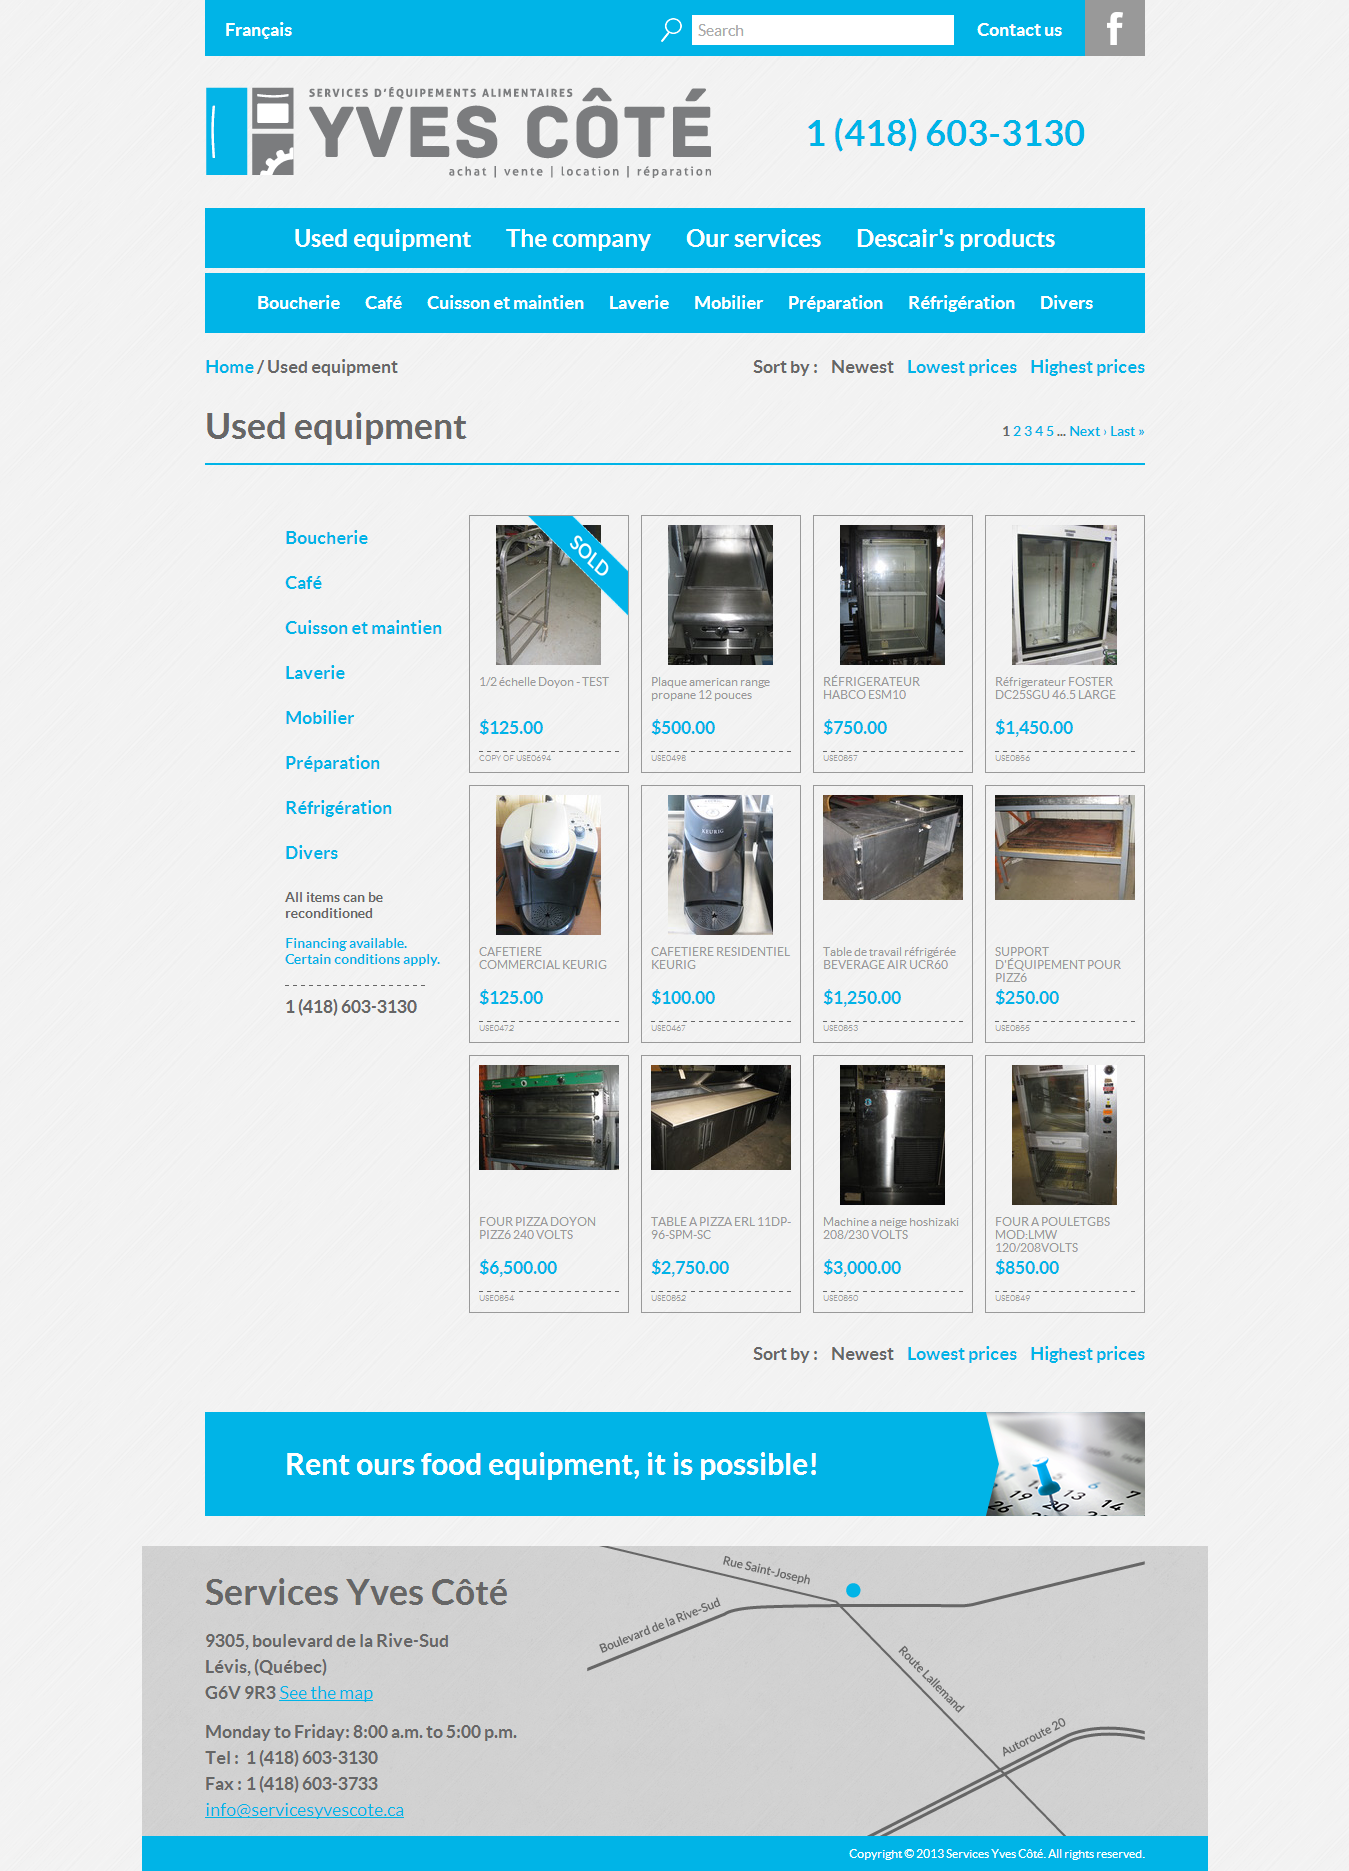 Français
Search
Contact us
f
SERVICES D'ÉQUIPEMENTS ALIMENTAIRES
YVES CÔTÉ
achat | vente | location | réparation
1 (418) 603-3130
Used equipment The company Our services Descair's products
Boucherie Café Cuisson et maintien Laverie Mobilier Préparation Réfrigération Divers
Home / Used equipment
Sort by : Newest Lowest prices Highest prices
Used equipment
1 2 3 4 5 ... Next › Last »
Boucherie
Café
Cuisson et maintien
Laverie
Mobilier
Préparation
Réfrigération
Divers
All items can be
reconditioned
Financing available.
Certain conditions apply.
1 (418) 603-3130
SOLD
1/2 échelle Doyon - TEST
$125.00
COPY OF USE0694
Plaque american range
propane 12 pouces
$500.00
USE0498
RÉFRIGERATEUR
HABCO ESM10
$750.00
USE0857
Réfrigerateur FOSTER
DC25SGU 46.5 LARGE
$1,450.00
USE0856
KEURIG
CAFETIERE
COMMERCIAL KEURIG
$125.00
USE0472
KEURIG
CAFETIERE RESIDENTIEL
KEURIG
$100.00
USE0467
Table de travail réfrigérée
BEVERAGE AIR UCR60
$1,250.00
USE0853
SUPPORT
D'ÉQUIPEMENT POUR
PIZZ6
$250.00
USE0855
FOUR PIZZA DOYON
PIZZ6 240 VOLTS
$6,500.00
USE0854
TABLE A PIZZA ERL 11DP-
96-SPM-SC
$2,750.00
USE0852
Machine a neige hoshizaki
208/230 VOLTS
$3,000.00
USE0850
FOUR A POULETGBS
MOD:LMW
120/208VOLTS
$850.00
USE0849
Sort by : Newest Lowest prices Highest prices
Rent ours food equipment, it is possible!
6 7
19 13
26 20 14
Services Yves Côté
9305, boulevard de la Rive-Sud
Lévis, (Québec)
G6V 9R3 See the map
Monday to Friday: 8:00 a.m. to 5:00 p.m.
Tel : 1 (418) 603-3130
Fax : 1 (418) 603-3733
info@servicesyvescote.ca
Rue Saint-Joseph
Boulevard de la Rive-Sud
Route Lallemand
Autoroute 20
Copyright © 2013 Services Yves Côté. All rights reserved.